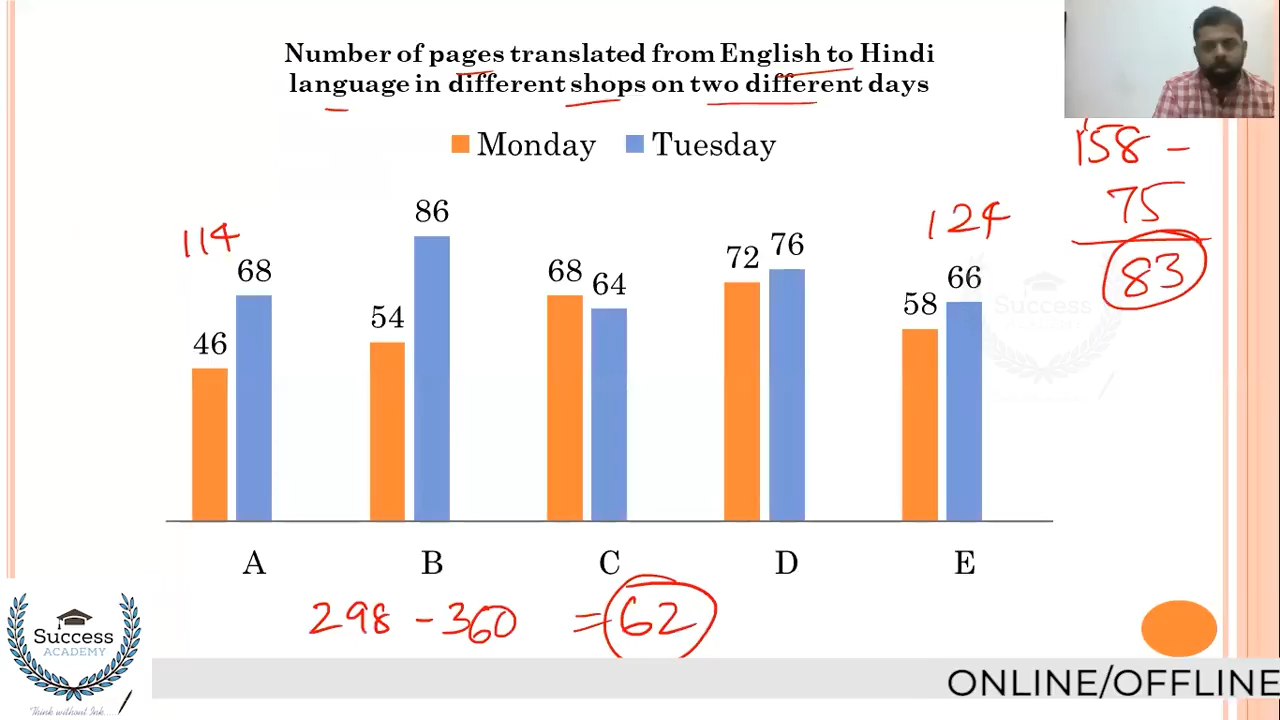 Number of pages translated from English to Hindi
language in different shops on two different days
Monday Tuesday
158 -
75
83
114
124
46 68
54 86
68 64
72 76
58 66
A B C D E
298 - 360 = 62
Success
ACADEMY
Think without Ink.....
Success
ACADEMY
ONLINE/OFFLINE